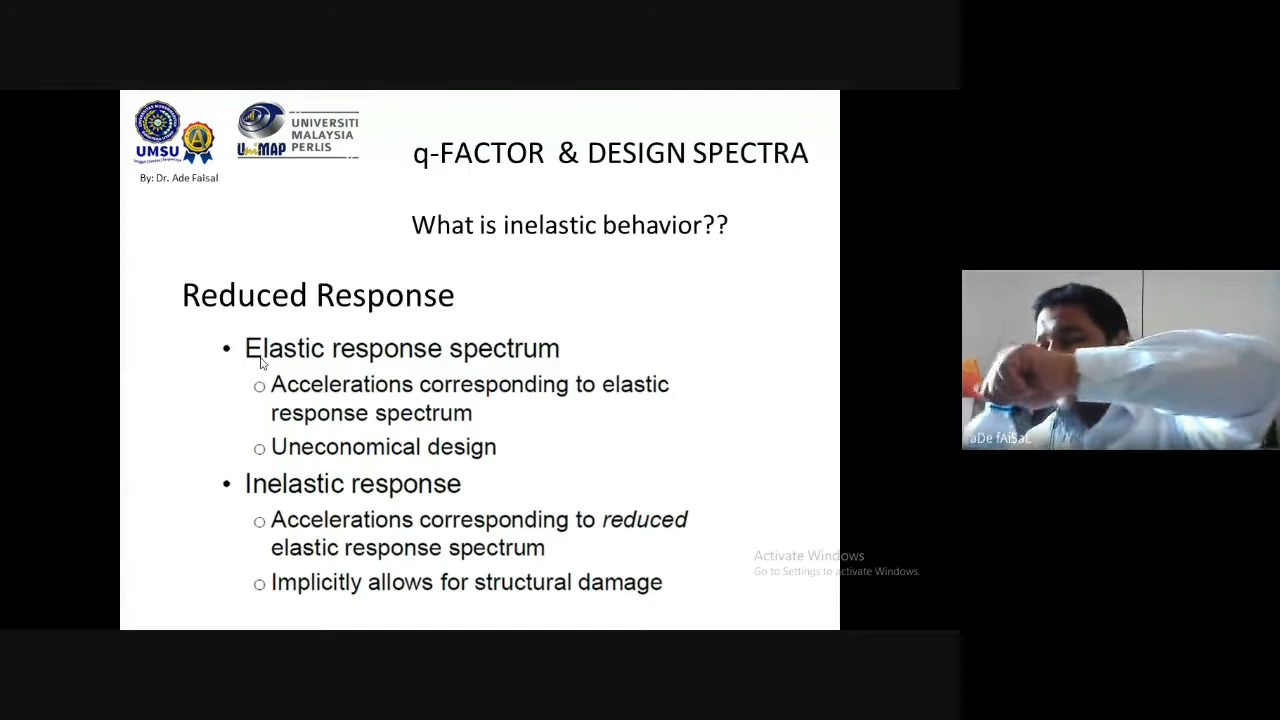 UMSU
By: Dr. Ade Faisal
UniMAP
UNIVERSITI
MALAYSIA
PERLIS
q-FACTOR & DESIGN SPECTRA
What is inelastic behavior??
Reduced Response
• Elastic response spectrum
o Accelerations corresponding to elastic
response spectrum
o Uneconomical design
• Inelastic response
o Accelerations corresponding to reduced
elastic response spectrum
o Implicitly allows for structural damage
Activate Windows
Go to Settings to activate Windows.
aDe fAiSaL